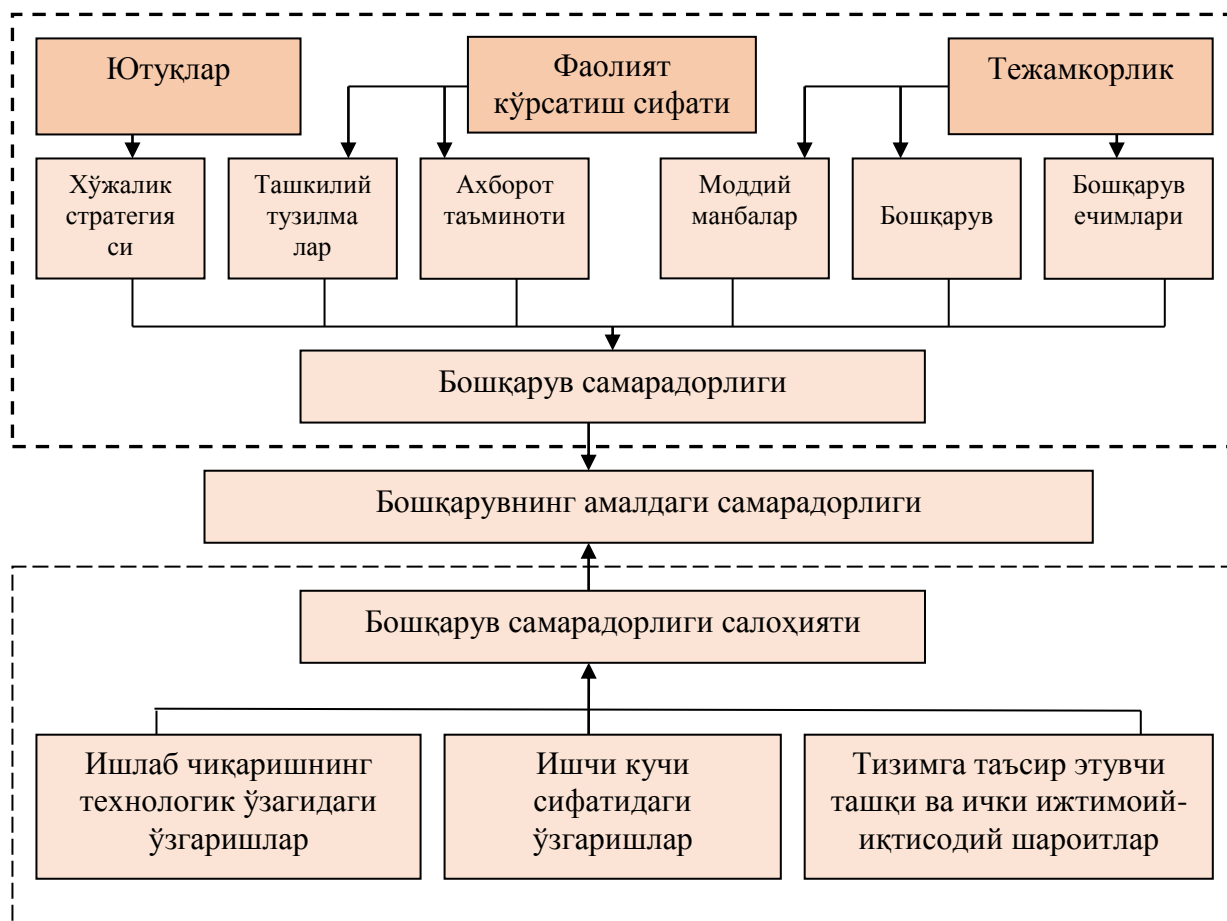 Ютуқлар
Фаолият
кўрсатиш сифати
Тежамкорлик
Хўжалик
стратегия
си
Ташкилий
тузилма
лар
Ахборот
таъминоти
Моддий
манбалар
Бошқарув
Бошқарув
ечимлари
Бошқарув самарадорлиги
Бошқарувнинг амалдаги самарадорлиги
Бошқарув самарадорлиги салоҳияти
Ишлаб чиқаришнинг
технологик ўзагидаги
ўзгаришлар
Ишчи кучи
сифатидаги
ўзгаришлар
Тизимга таъсир этувчи
ташқи ва ички ижтимоий-
иқтисодий шароитлар